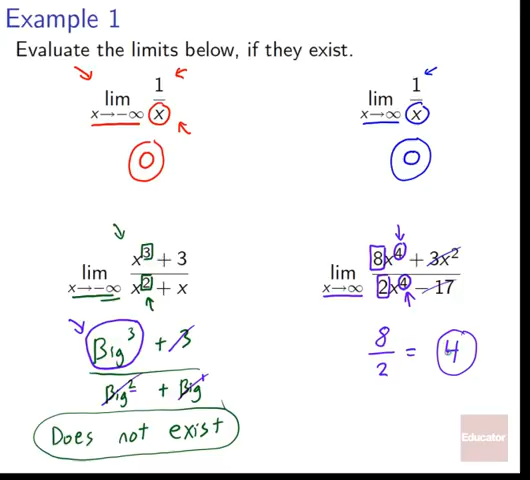 Example 1
Evaluate the limits below, if they exist.
lim x→−∞ 1/x
0
lim x→∞ 1/x
0
lim x→−∞ (x³ + 3)/(x² + x)
Big³ + 3
Big² + Big¹
Does not exist
lim x→∞ (8x⁴ + 3x²)/(2x⁴ − 17)
8/2 = 4
Educator